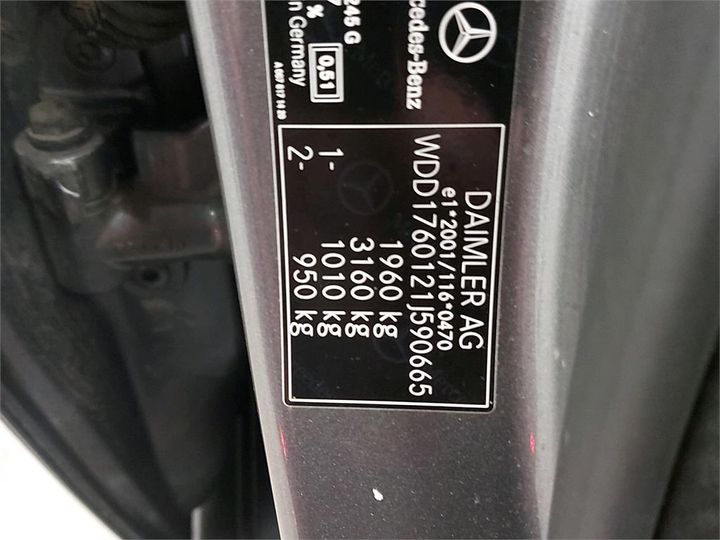 Mercedes-Benz
245 G
%
in Germany
0,51
DAIMLER AG
e1*2001/116*0470
WDD1760121J590665
1960 kg
3160 kg
1- 1010 kg
2- 950 kg